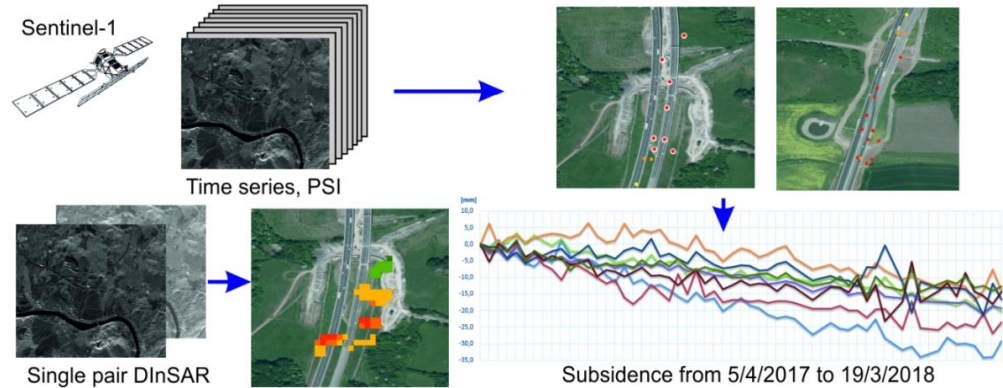 Sentinel-1
Time series, PSI
Single pair DInSAR
[mm]
10,0
5,0
0,0
-5,0
-10,0
-15,0
-20,0
-25,0
-30,0
-35,0
Subsidence from 5/4/2017 to 19/3/2018